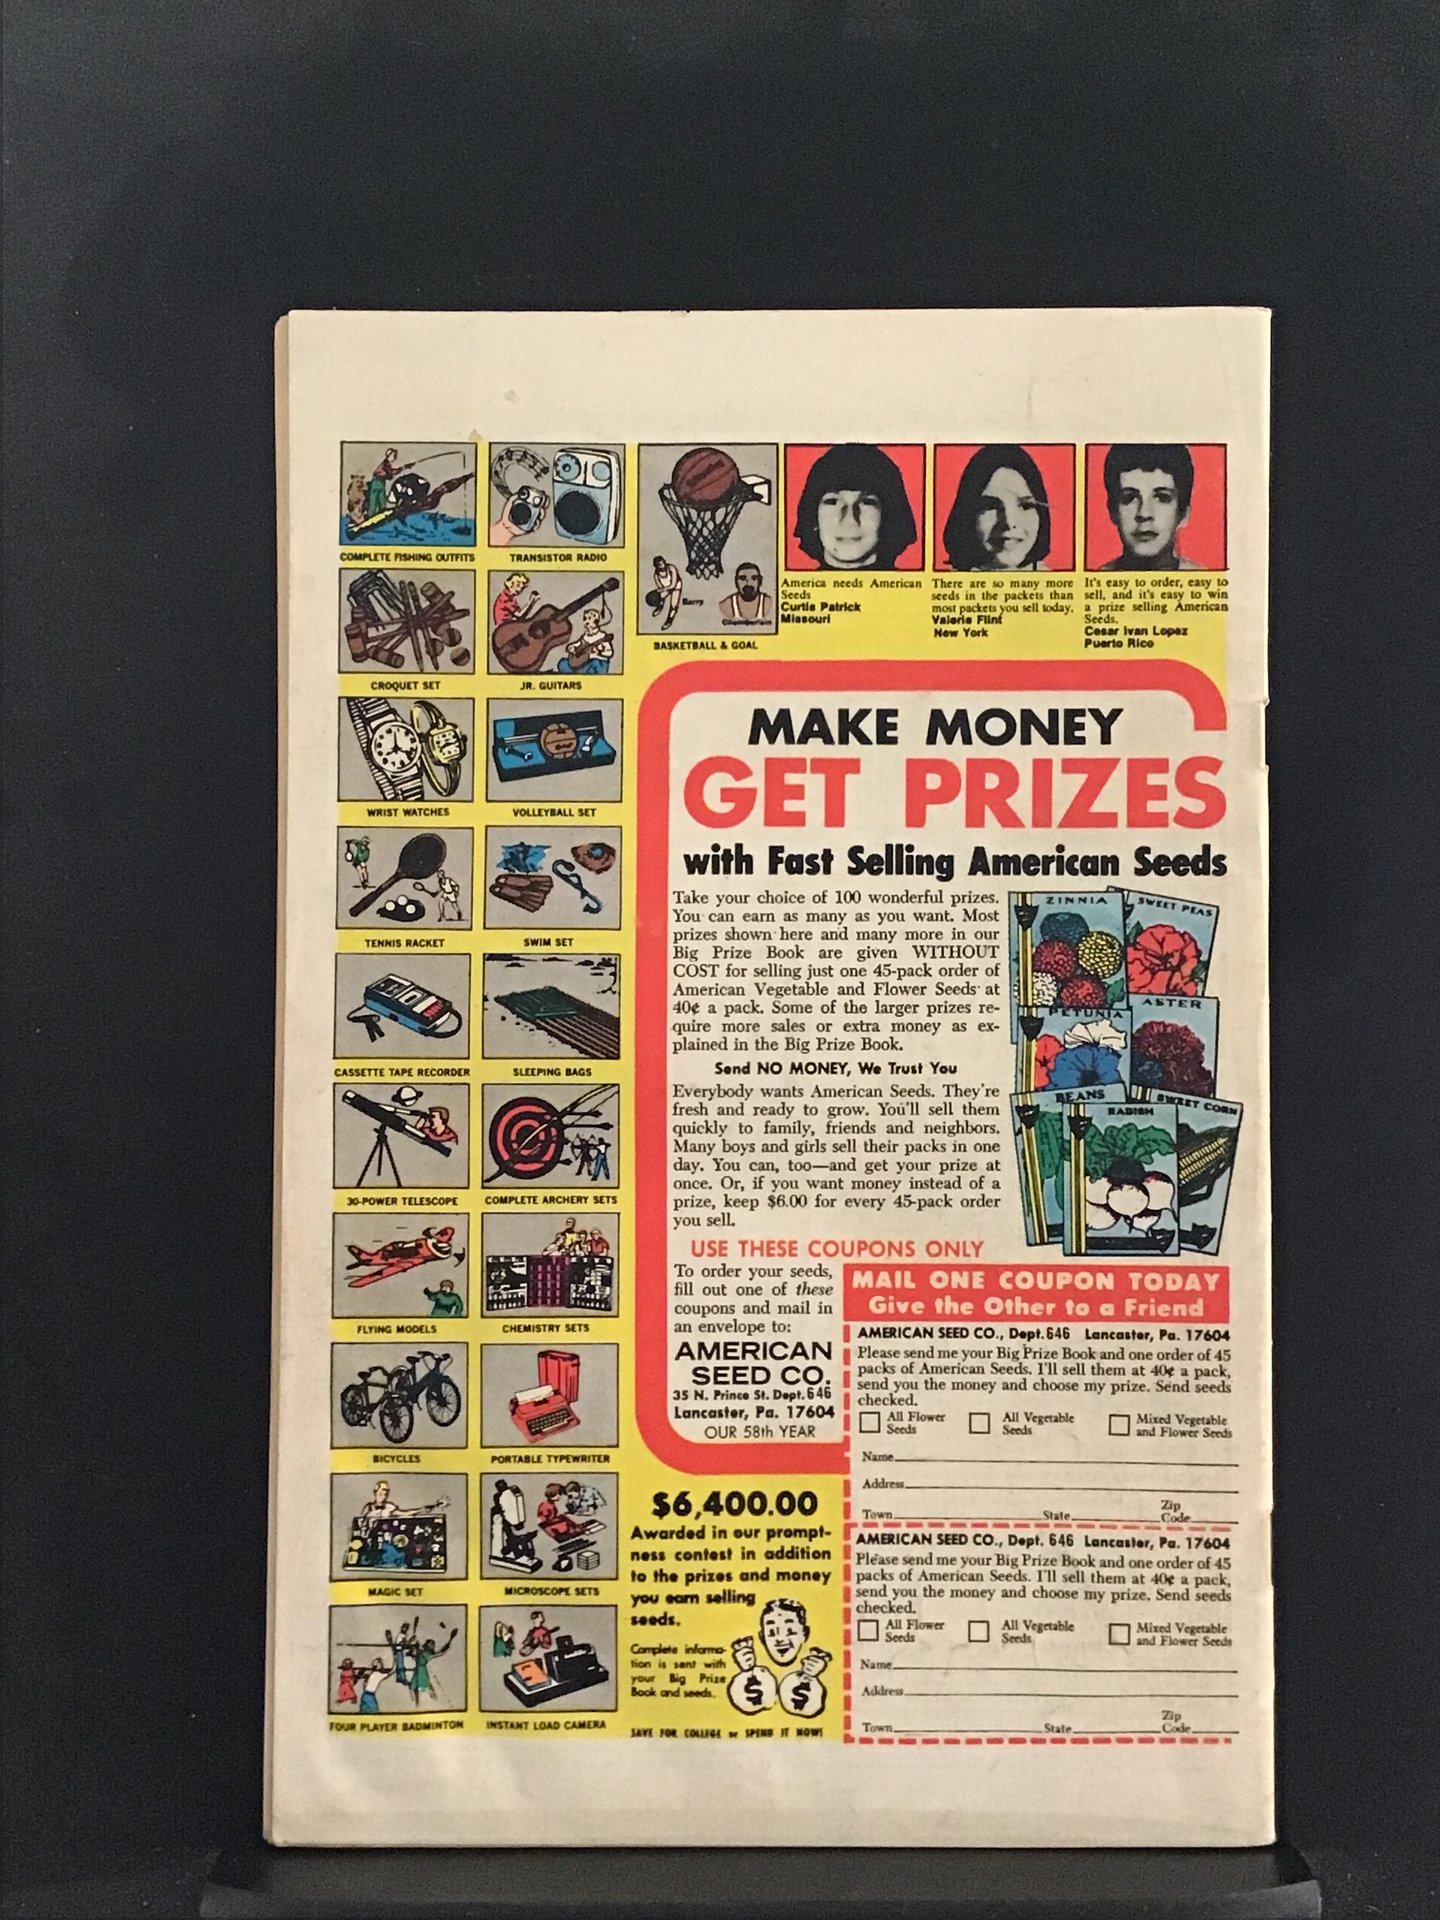 COMPLETE FISHING OUTFITS
TRANSISTOR RADIO
CROQUET SET
JR. GUITARS
WRIST WATCHES
VOLLEYBALL SET
TENNIS RACKET
SWIM SET
CASSETTE TAPE RECORDER
SLEEPING BAGS
30-POWER TELESCOPE
COMPLETE ARCHERY SETS
FLYING MODELS
CHEMISTRY SETS
BICYCLES
PORTABLE TYPEWRITER
MAGIC SET
MICROSCOPE SETS
FOUR PLAYER BADMINTON
INSTANT LOAD CAMERA
Barry
Chamberlain
BASKETBALL & GOAL
America needs American
Seeds
Curtis Patrick
Missouri
There are so many more
seeds in the packets than
most packets you sell today.
Valerie Flint
New York
It's easy to order, easy to
sell, and it's easy to win
a prize selling American
Seeds.
Cesar Ivan Lopez
Puerto Rico
MAKE MONEY
GET PRIZES
with Fast Selling American Seeds
Take your choice of 100 wonderful prizes.
You can earn as many as you want. Most
prizes shown here and many more in our
Big Prize Book are given WITHOUT
COST for selling just one 45-pack order of
American Vegetable and Flower Seeds at
40¢ a pack. Some of the larger prizes re-
quire more sales or extra money as ex-
plained in the Big Prize Book.
Send NO MONEY, We Trust You
Everybody wants American Seeds. They're
fresh and ready to grow. You'll sell them
quickly to family, friends and neighbors.
Many boys and girls sell their packs in one
day. You can, too—and get your prize at
once. Or, if you want money instead of a
prize, keep $6.00 for every 45-pack order
you sell.
ZINNIA
SWEET PEAS
PETUNIA
ASTER
BEANS
RADISH
SWEET CORN
USE THESE COUPONS ONLY
To order your seeds,
fill out one of these
coupons and mail in
an envelope to:
AMERICAN
SEED CO.
35 N. Prince St. Dept. 646
Lancaster, Pa. 17604
OUR 58th YEAR
$6,400.00
Awarded in our prompt-
ness contest in addition
to the prizes and money
you earn selling
seeds.
Complete informa-
tion is sent with
your Big Prize
Book and seeds.
$ $
SAVE FOR COLLEGE or SPEND IT NOW!
MAIL ONE COUPON TODAY
Give the Other to a Friend
AMERICAN SEED CO., Dept. 646 Lancaster, Pa. 17604
Please send me your Big Prize Book and one order of 45
packs of American Seeds. I'll sell them at 40¢ a pack,
send you the money and choose my prize. Send seeds
checked.
All Flower Seeds
All Vegetable Seeds
Mixed Vegetable and Flower Seeds
Name
Address
Town State Zip Code
AMERICAN SEED CO., Dept. 646 Lancaster, Pa. 17604
Please send me your Big Prize Book and one order of 45
packs of American Seeds. I'll sell them at 40¢ a pack,
send you the money and choose my prize. Send seeds
checked.
All Flower Seeds
All Vegetable Seeds
Mixed Vegetable and Flower Seeds
Name
Address
Town State Zip Code